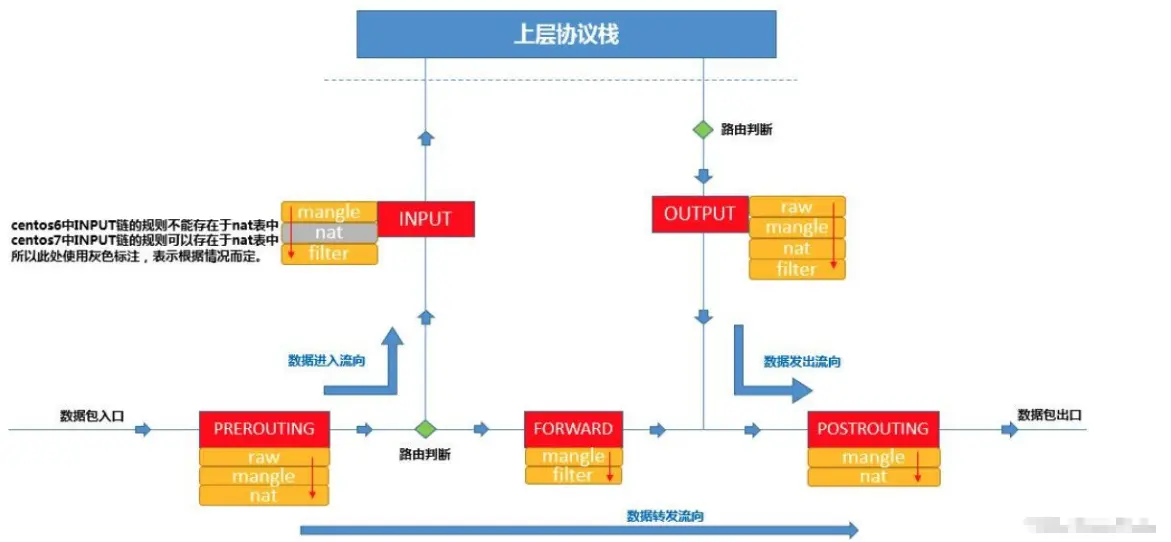 上层协议栈
路由判断
centos6中INPUT链的规则不能存在于nat表中
centos7中INPUT链的规则可以存在于nat表中
所以此处使用灰色标注，表示根据情况而定。
mangle
nat
filter
INPUT
OUTPUT
raw
mangle
nat
filter
数据进入流向
数据发出流向
数据包入口
PREROUTING
raw
mangle
nat
路由判断
FORWARD
mangle
filter
POSTROUTING
mangle
nat
数据包出口
数据转发流向